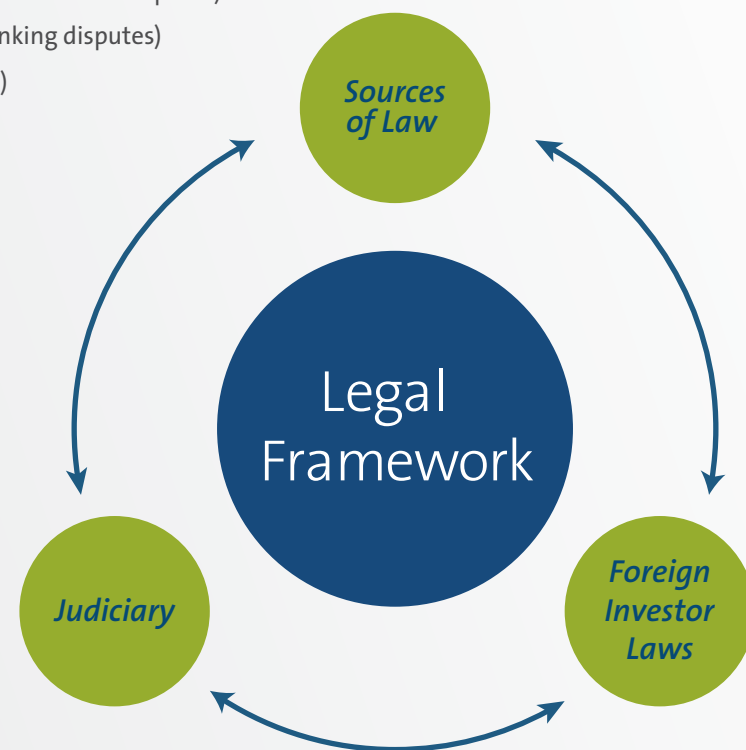 nking disputes)
)
Sources
of Law
Legal
Framework
Judiciary
Foreign
Investor
Laws